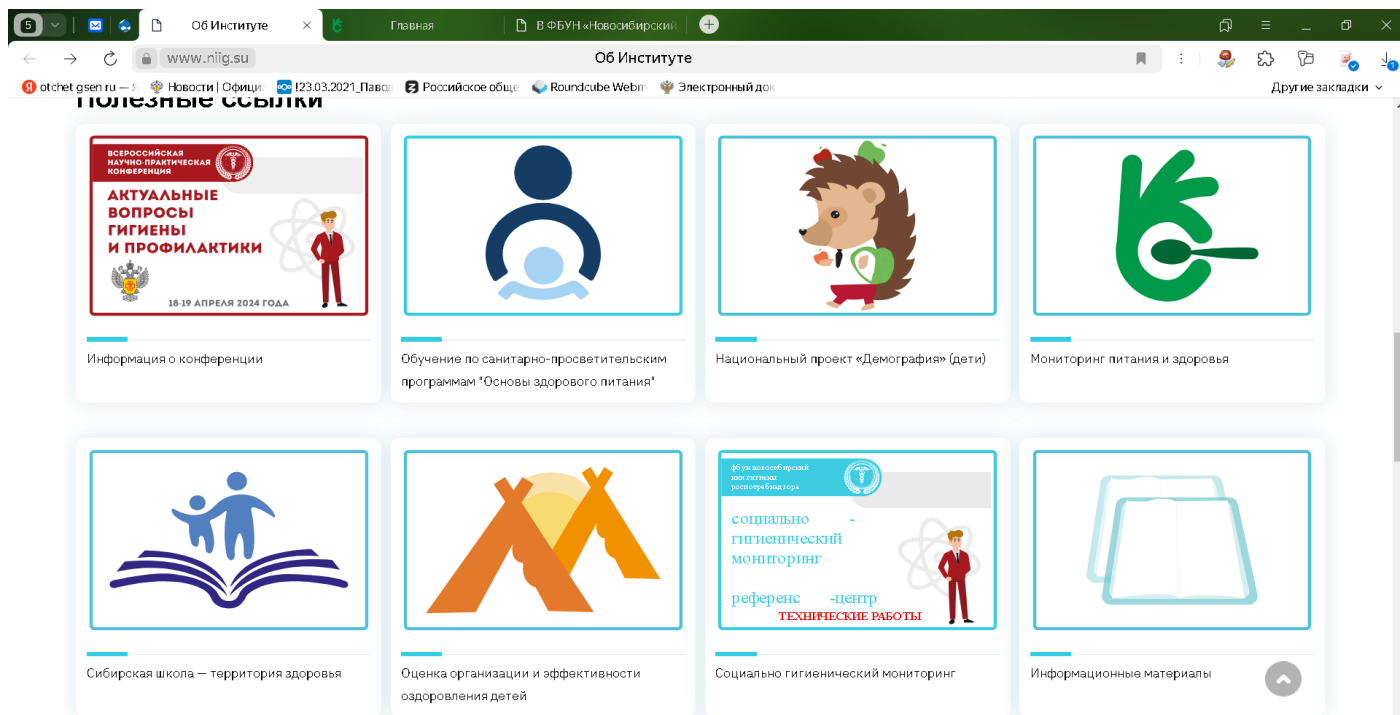 5
Об Институте
Главная
В ФБУН «Новосибирский
www.niig.su
Об Институте
otchet gsen ru —
Новости | Официа
!23.03.2021_Паво
Российское обще
Roundcube Webm
Электронный док
Другие закладки
Полезные ссылки
ВСЕРОССИЙСКАЯ
НАУЧНО-ПРАКТИЧЕСКАЯ
КОНФЕРЕНЦИЯ
АКТУАЛЬНЫЕ
ВОПРОСЫ
ГИГИЕНЫ
И ПРОФИЛАКТИКИ
18-19 АПРЕЛЯ 2024 ГОДА
Информация о конференции
Обучение по санитарно-просветительским
программам "Основы здорового питания"
Национальный проект «Демография» (дети)
Мониторинг питания и здоровья
фбун новосибирский
нии гигиены
роспотребнадзора
социально -
гигиенический
мониторинг
референс -центр
ТЕХНИЧЕСКИЕ РАБОТЫ
Сибирская школа — территория здоровья
Оценка организации и эффективности
оздоровления детей
Социально гигиенический мониторинг
Информационные материалы